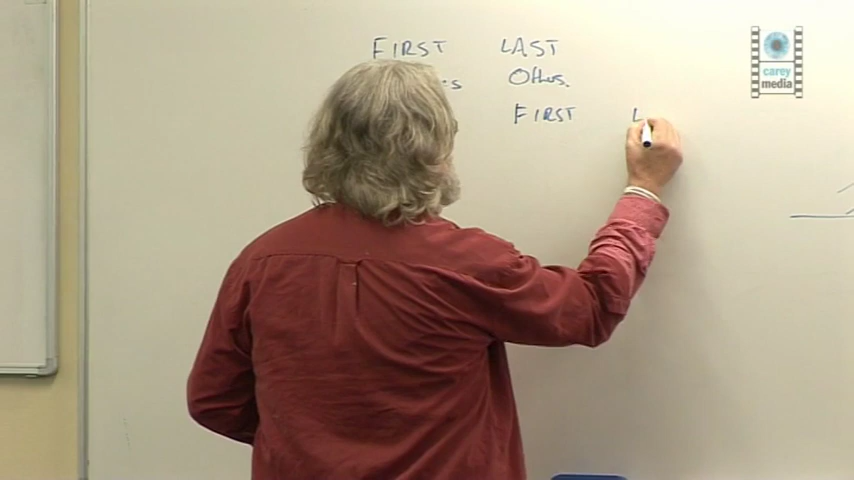 FIRST LAST
Others.
FIRST L
carey
media